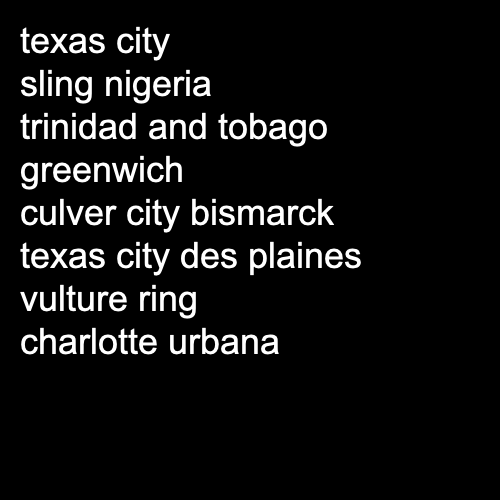 texas city
sling nigeria
trinidad and tobago
greenwich
culver city bismarck
texas city des plaines
vulture ring
charlotte urbana